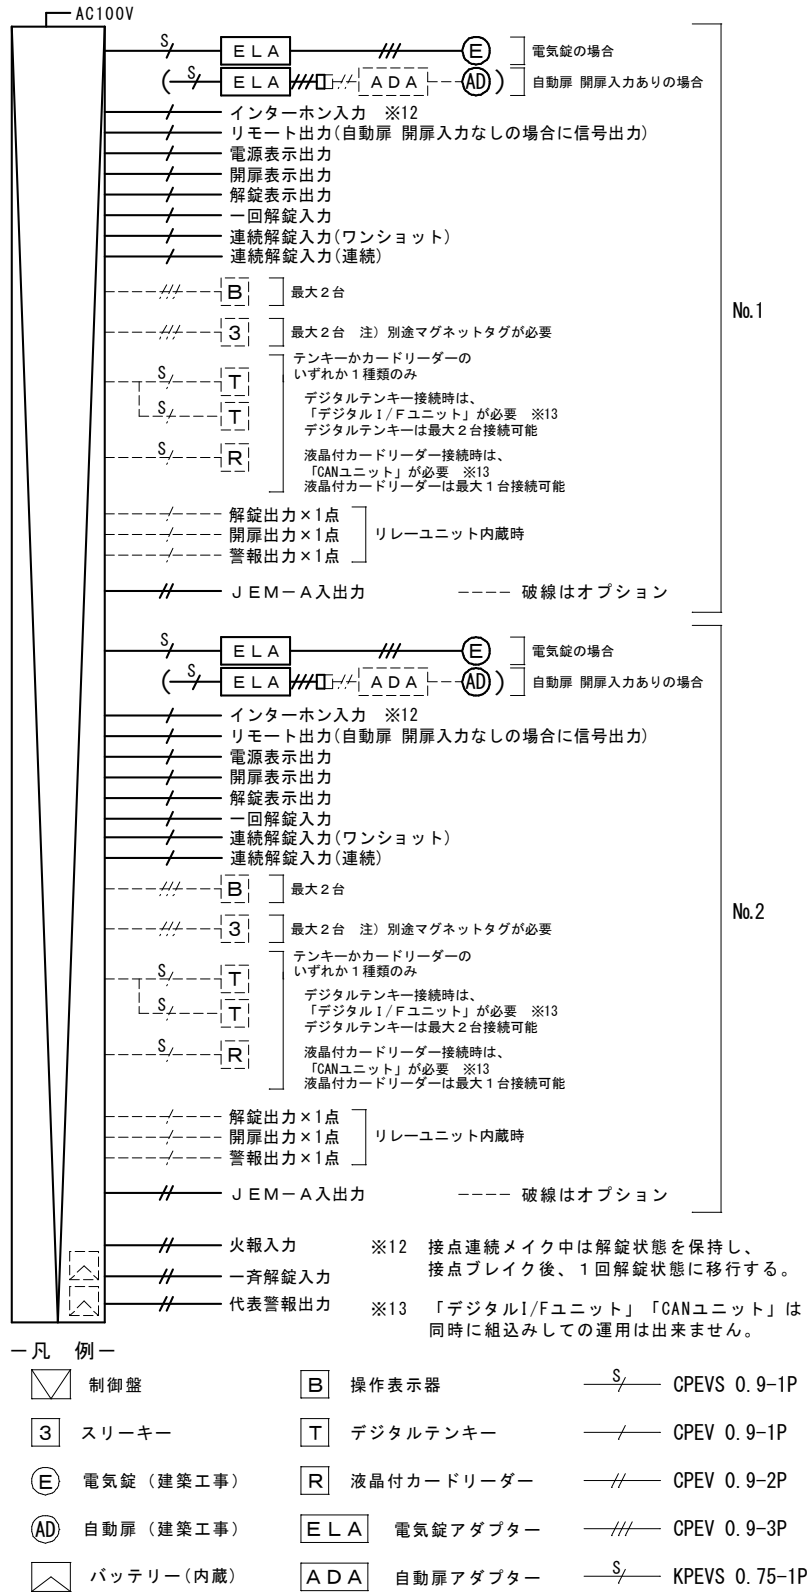 AC100V
S ELA E 電気錠の場合
( S ELA ADA AD ) 自動扉 開扉入力ありの場合
インターホン入力 ※12
リモート出力(自動扉 開扉入力なしの場合に信号出力)
電源表示出力
開扉表示出力
解錠表示出力
一回解錠入力
連続解錠入力(ワンショット)
連続解錠入力(連続)
B 最大2台
No.1
3 最大2台 注) 別途マグネットタグが必要
テンキーかカードリーダーの
いずれか1種類のみ
S T
デジタルテンキー接続時は、
「デジタルI/Fユニット」が必要 ※13
S T
デジタルテンキーは最大2台接続可能
S R
液晶付カードリーダー接続時は、
「CANユニット」が必要 ※13
液晶付カードリーダーは最大1台接続可能
解錠出力×1点
開扉出力×1点 リレーユニット内蔵時
警報出力×1点
JEM-A入出力 ---- 破線はオプション
S ELA E 電気錠の場合
( S ELA ADA AD ) 自動扉 開扉入力ありの場合
インターホン入力 ※12
リモート出力(自動扉 開扉入力なしの場合に信号出力)
電源表示出力
開扉表示出力
解錠表示出力
一回解錠入力
連続解錠入力(ワンショット)
連続解錠入力(連続)
B 最大2台
No.2
3 最大2台 注) 別途マグネットタグが必要
テンキーかカードリーダーの
いずれか1種類のみ
S T
デジタルテンキー接続時は、
「デジタルI/Fユニット」が必要 ※13
S T
デジタルテンキーは最大2台接続可能
S R
液晶付カードリーダー接続時は、
「CANユニット」が必要 ※13
液晶付カードリーダーは最大1台接続可能
解錠出力×1点
開扉出力×1点 リレーユニット内蔵時
警報出力×1点
JEM-A入出力 ---- 破線はオプション
火報入力
一斉解錠入力
代表警報出力
※12 接点連続メイク中は解錠状態を保持し、
接点ブレイク後、1回解錠状態に移行する。
※13 「デジタルI/Fユニット」「CANユニット」は
同時に組込みしての運用は出来ません。
-凡 例-
制御盤 B 操作表示器 S CPEVS 0.9-1P
3 スリーキー T デジタルテンキー CPEV 0.9-1P
E 電気錠 (建築工事) R 液晶付カードリーダー CPEV 0.9-2P
AD 自動扉 (建築工事) ELA 電気錠アダプター CPEV 0.9-3P
バッテリー(内蔵) ADA 自動扉アダプター S KPEVS 0.75-1P